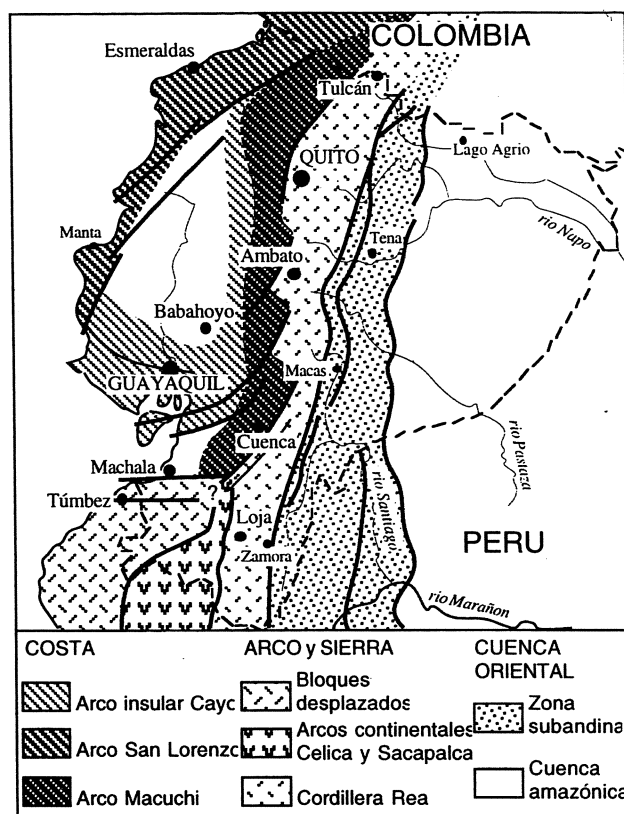 COLOMBIA
Esmeraldas
Tulcán
Lago Agrio
QUITO
Manta
Tena
rio Napo
Ambato
Babahoyo
Macas
GUAYAQUIL
Cuenca
rio Pastaza
Machala
rio Santiago
Túmbez
Loja
PERU
Zamora
rio Marañon
COSTA
Arco insular Cayo
Arco San Lorenzo
Arco Macuchi
ARCO y SIERRA
Bloques
desplazados
Arcos continentales
Celica y Sacapalca
Cordillera Rea
CUENCA
ORIENTAL
Zona
subandina
Cuenca
amazónica